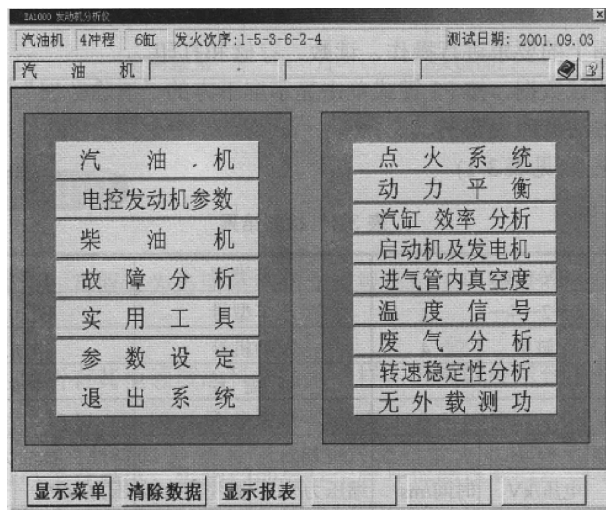 EA1000 发动机分析仪
汽油机 4冲程 6缸 发火次序:1-5-3-6-2-4 测试日期: 2001.09.03
汽油机
汽油机
电控发动机参数
柴油机
故障分析
实用工具
参数设定
退出系统
点火系统
动力平衡
汽缸效率分析
启动机及发电机
进气管内真空度
温度信号
废气分析
转速稳定性分析
无外载测功
显示菜单 清除数据 显示报表